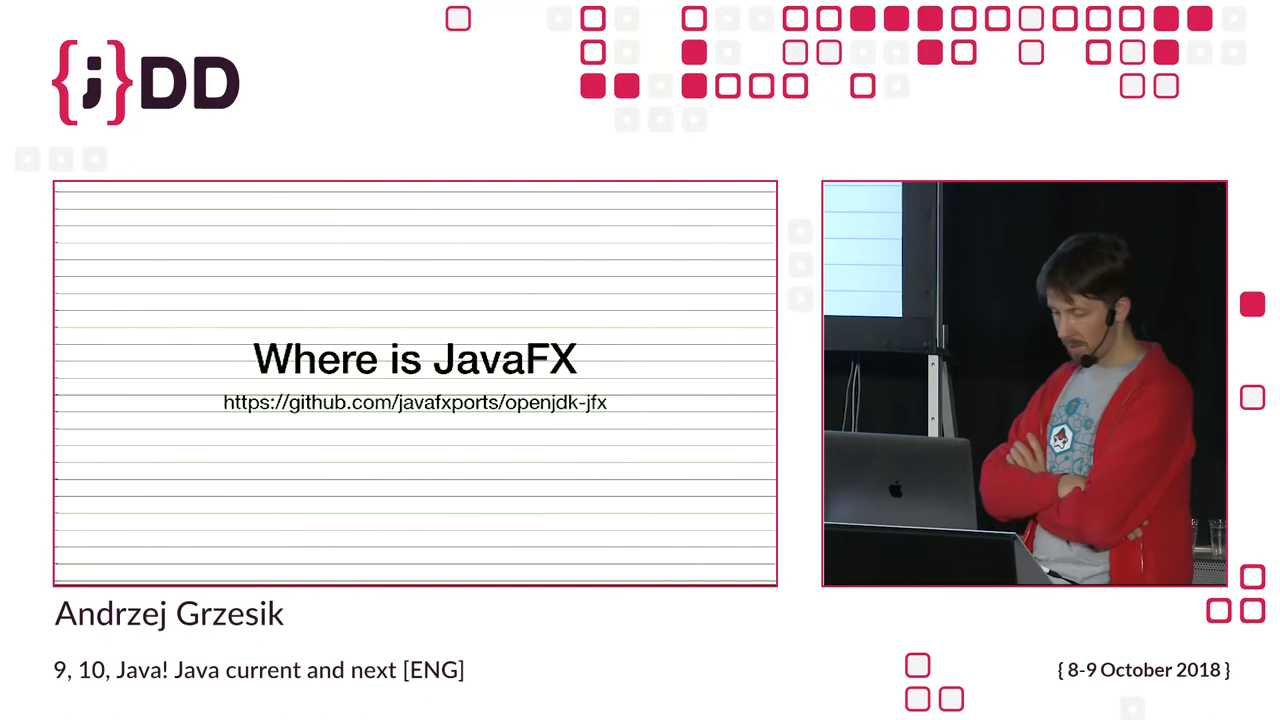 {j}DD
Where is JavaFX
https://github.com/javafxports/openjdk-jfx
Andrzej Grzesik
9, 10, Java! Java current and next [ENG]
{ 8-9 October 2018 }